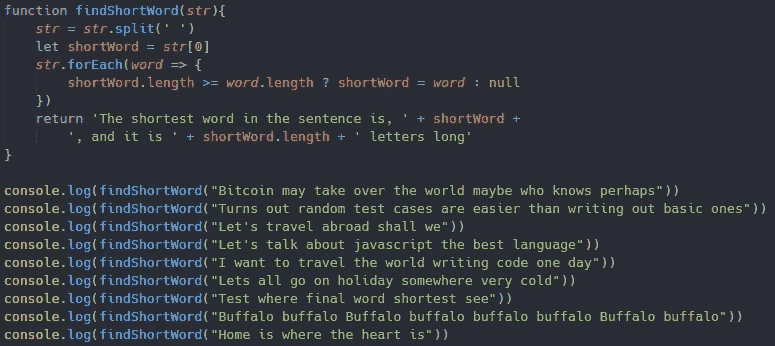 function findShortWord(str){
    str = str.split(' ')
    let shortWord = str[0]
    str.forEach(word => {
        shortWord.length >= word.length ? shortWord = word : null
    })
    return 'The shortest word in the sentence is, ' + shortWord +
        ', and it is ' + shortWord.length + ' letters long'
}

console.log(findShortWord("Bitcoin may take over the world maybe who knows perhaps"))
console.log(findShortWord("Turns out random test cases are easier than writing out basic ones"))
console.log(findShortWord("Let's travel abroad shall we"))
console.log(findShortWord("Let's talk about javascript the best language"))
console.log(findShortWord("I want to travel the world writing code one day"))
console.log(findShortWord("Lets all go on holiday somewhere very cold"))
console.log(findShortWord("Test where final word shortest see"))
console.log(findShortWord("Buffalo buffalo Buffalo buffalo buffalo buffalo Buffalo buffalo"))
console.log(findShortWord("Home is where the heart is"))